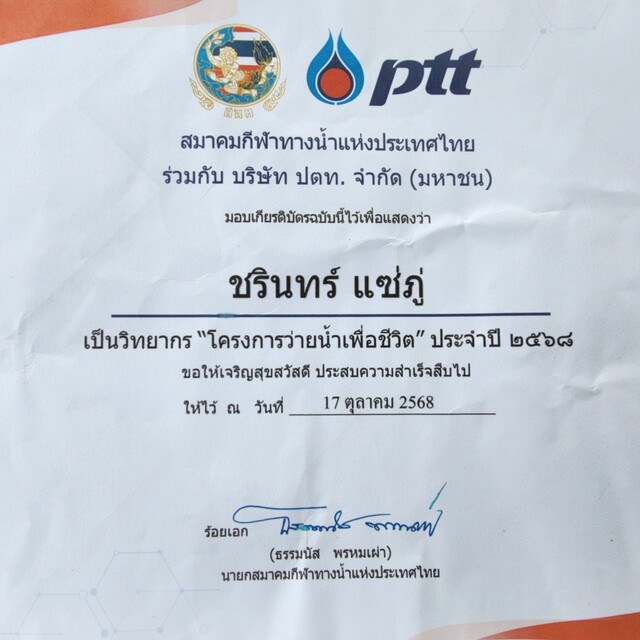 สททท
ptt
สมาคมกีฬาทางน้ำแห่งประเทศไทย
ร่วมกับ บริษัท ปตท. จำกัด (มหาชน)
มอบเกียรติบัตรฉบับนี้ไว้เพื่อแสดงว่า
ชรินทร์ แซ่ภู่
เป็นวิทยากร “โครงการว่ายน้ำเพื่อชีวิต” ประจำปี ๒๕๖๘
ขอให้เจริญสุขสวัสดี ประสบความสำเร็จสืบไป
ให้ไว้ ณ วันที่ 17 ตุลาคม 2568
ร้อยเอก
(ธรรมนัส พรหมเผ่า)
นายกสมาคมกีฬาทางน้ำแห่งประเทศไทย